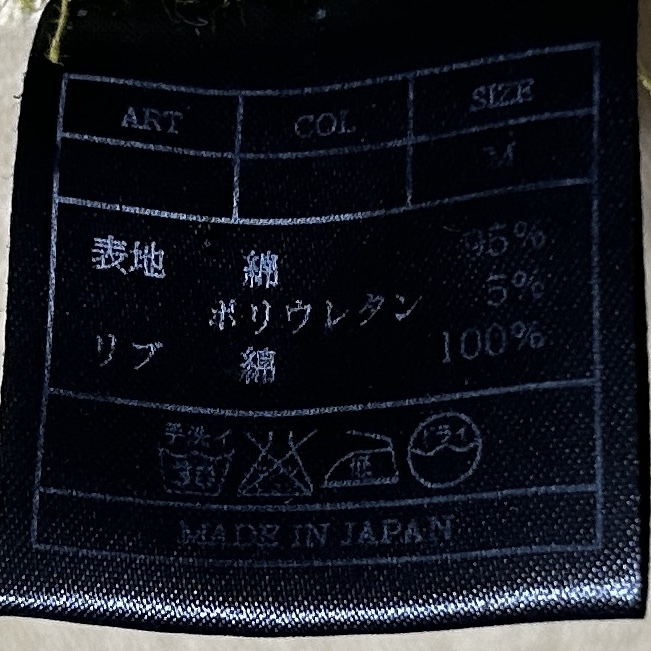 ART COL SIZE
M
表地 綿 95%
ポリウレタン 5%
リブ 綿 100%
手洗イ
低
ドライ
MADE IN JAPAN